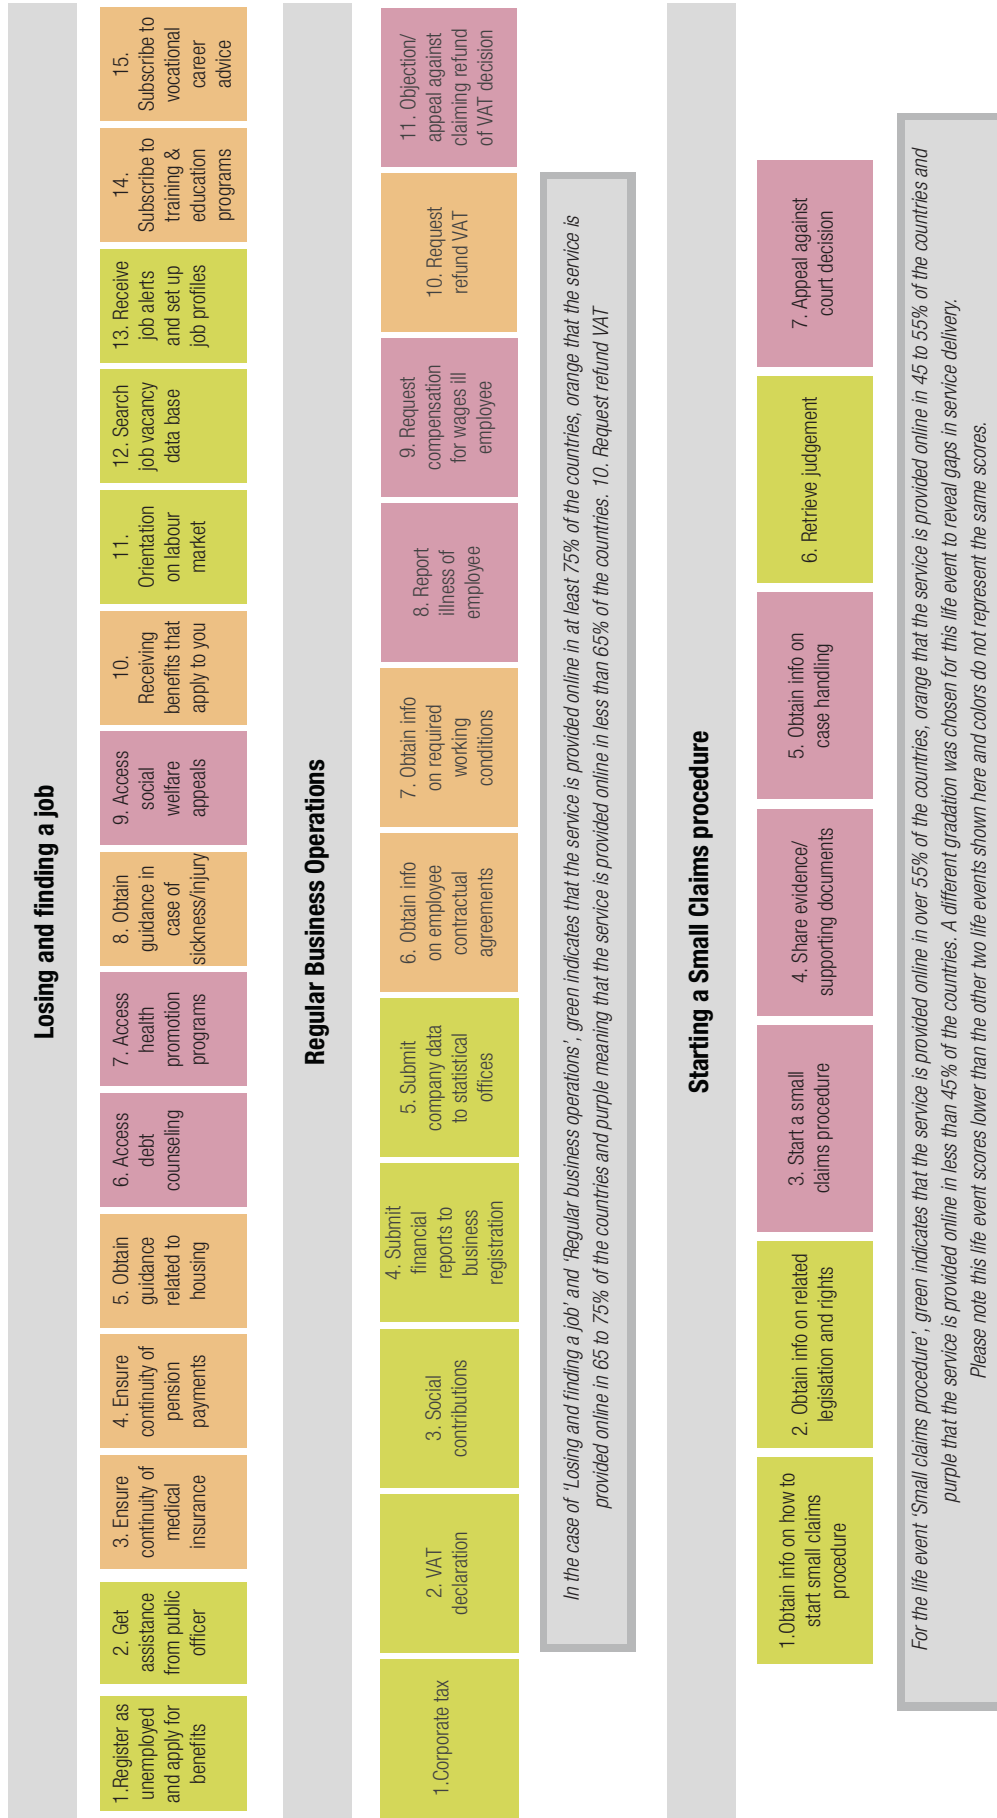 Losing and finding a job
1.Register as
unemployed
and apply for
benefits
2. Get
assistance
from public
officer
3. Ensure
continuity of
medical
insurance
4. Ensure
continuity of
pension
payments
5. Obtain
guidance
related to
housing
6. Access
debt
counseling
7. Access
health
promotion
programs
8. Obtain
guidance in
case of
sickness/injury
9. Access
social
welfare
appeals
10.
Receiving
benefits that
apply to you
11.
Orientation
on labour
market
12. Search
job vacancy
data base
13. Receive
job alerts
and set up
job profiles
14.
Subscribe to
training &
education
programs
15.
Subscribe to
vocational
career
advice
Regular Business Operations
1.Corporate tax
2. VAT
declaration
3. Social
contributions
4. Submit
financial
reports to
business
registration
5. Submit
company data
to statistical
offices
6. Obtain info
on employee
contractual
agreements
7. Obtain info
on required
working
conditions
8. Report
illness of
employee
9. Request
compensation
for wages ill
employee
10. Request
refund VAT
11. Objection/
appeal against
claiming refund
of VAT decision
In the case of 'Losing and finding a job' and 'Regular business operations', green indicates that the service is provided online in at least 75% of the countries, orange that the service is
provided online in 65 to 75% of the countries and purple meaning that the service is provided online in less than 65% of the countries. 10. Request refund VAT
Starting a Small Claims procedure
1.Obtain info on how to
start small claims
procedure
2. Obtain info on related
legislation and rights
3. Start a small
claims procedure
4. Share evidence/
supporting documents
5. Obtain info on
case handling
6. Retrieve judgement
7. Appeal against
court decision
For the life event 'Small claims procedure', green indicates that the service is provided online in over 55% of the countries, orange that the service is provided online in 45 to 55% of the countries and
purple that the service is provided online in less than 45% of the countries. A different gradation was chosen for this life event to reveal gaps in service delivery.
Please note this life event scores lower than the other two life events shown here and colors do not represent the same scores.